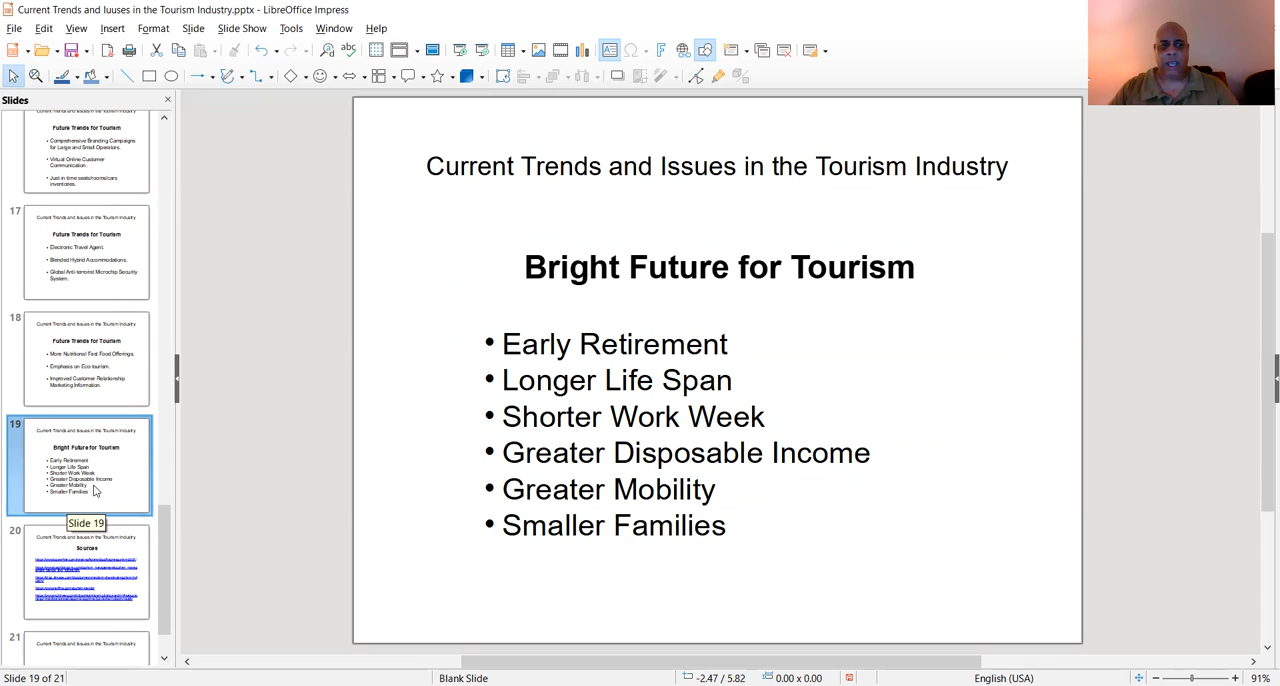 Current Trends and Iuuses in the Tourism Industry.pptx - LibreOffice Impress
File Edit View Insert Format Slide Slide Show Tools Window Help
Slides
Current Trends and Issues in the Tourism Industry
Future Trends for Tourism
• Comprehensive Branding Campaigns
for Large and Small Operators.
• Virtual Online Customer
Communication.
• Just-in-time seats/rooms/cars
inventories.
17
Current Trends and Issues in the Tourism Industry
Future Trends for Tourism
• Electronic Travel Agent.
• Blended Hybrid Accommodations.
• Global Anti-terrorist Microchip Security
System.
18
Current Trends and Issues in the Tourism Industry
Future Trends for Tourism
• More Nutritional Fast Food Offerings.
• Emphasis on Eco-tourism.
• Improved Customer Relationship
Marketing Information.
19
Current Trends and Issues in the Tourism Industry
Bright Future for Tourism
• Early Retirement
• Longer Life Span
• Shorter Work Week
• Greater Disposable Income
• Greater Mobility
• Smaller Families
Slide 19
20
Current Trends and Issues in the Tourism Industry
Sources
21
Current Trends and Issues in the Tourism Industry
Current Trends and Issues in the Tourism Industry
Bright Future for Tourism
• Early Retirement
• Longer Life Span
• Shorter Work Week
• Greater Disposable Income
• Greater Mobility
• Smaller Families
Slide 19 of 21
Blank Slide
-2.47 / 5.82
0.00 x 0.00
English (USA)
91%